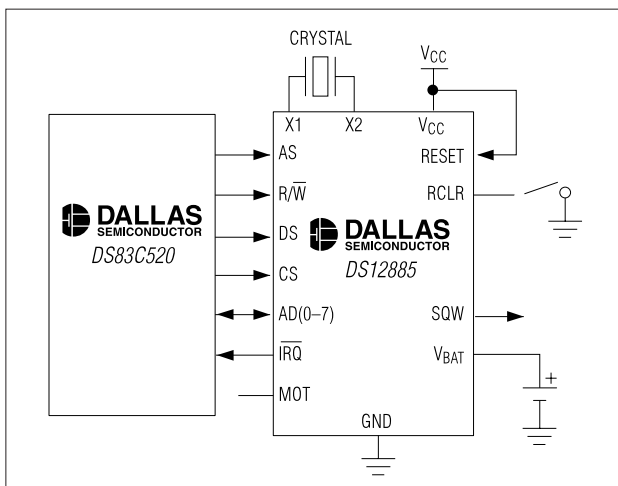 CRYSTAL
VCC
X1
X2
VCC
AS
RESET
R/W̅
RCLR
DALLAS
SEMICONDUCTOR
DS83C520
DS
DALLAS
SEMICONDUCTOR
DS12885
CS
AD(0–7)
SQW
I̅R̅Q̅
VBAT
+
MOT
GND